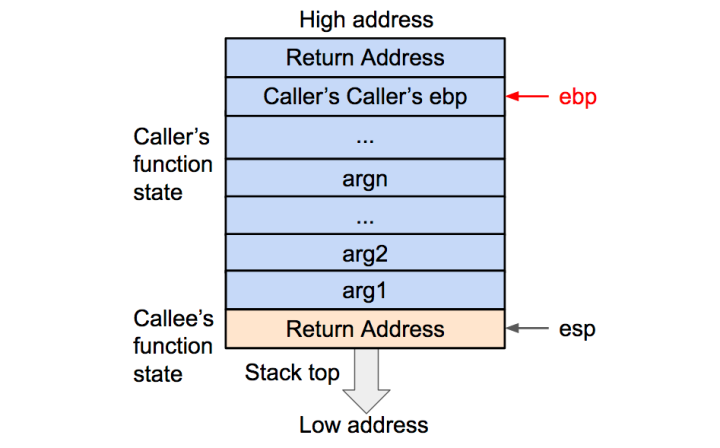 High address
Return Address
Caller's Caller's ebp
ebp
Caller's
function
state
...
argn
...
arg2
arg1
Callee's
function
state
Return Address
esp
Stack top
Low address